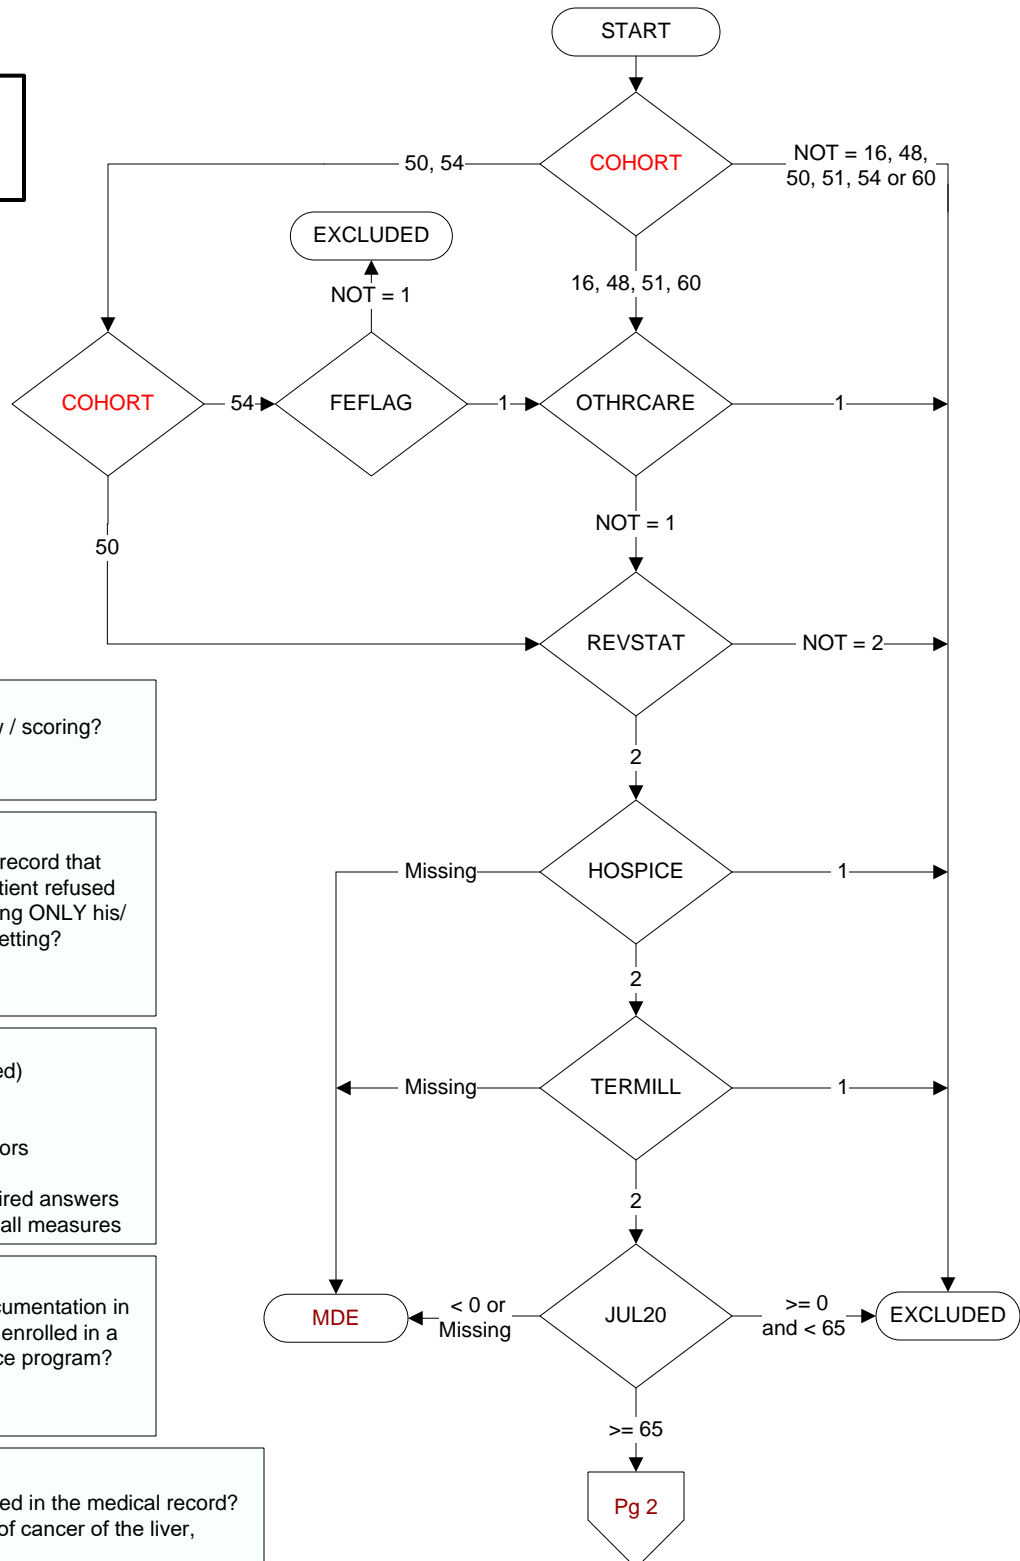 START
COHORT
50, 54
NOT = 16, 48,
50, 51, 54 or 60
EXCLUDED
NOT = 1
16, 48, 51, 60
COHORT
54
FEFLAG
1
OTHRCARE
1
NOT = 1
50
REVSTAT
NOT = 2
2
/ scoring?
HOSPICE
Missing
1
record that
tient refused
ng ONLY his/
etting?
2
TERMILL
Missing
1
ed)
ors
ired answers
all measures
2
JUL20
< 0 or
Missing
MDE
>= 0
and < 65
EXCLUDED
cumentation in
enrolled in a
ce program?
>= 65
Pg 2
ed in the medical record?
of cancer of the liver,